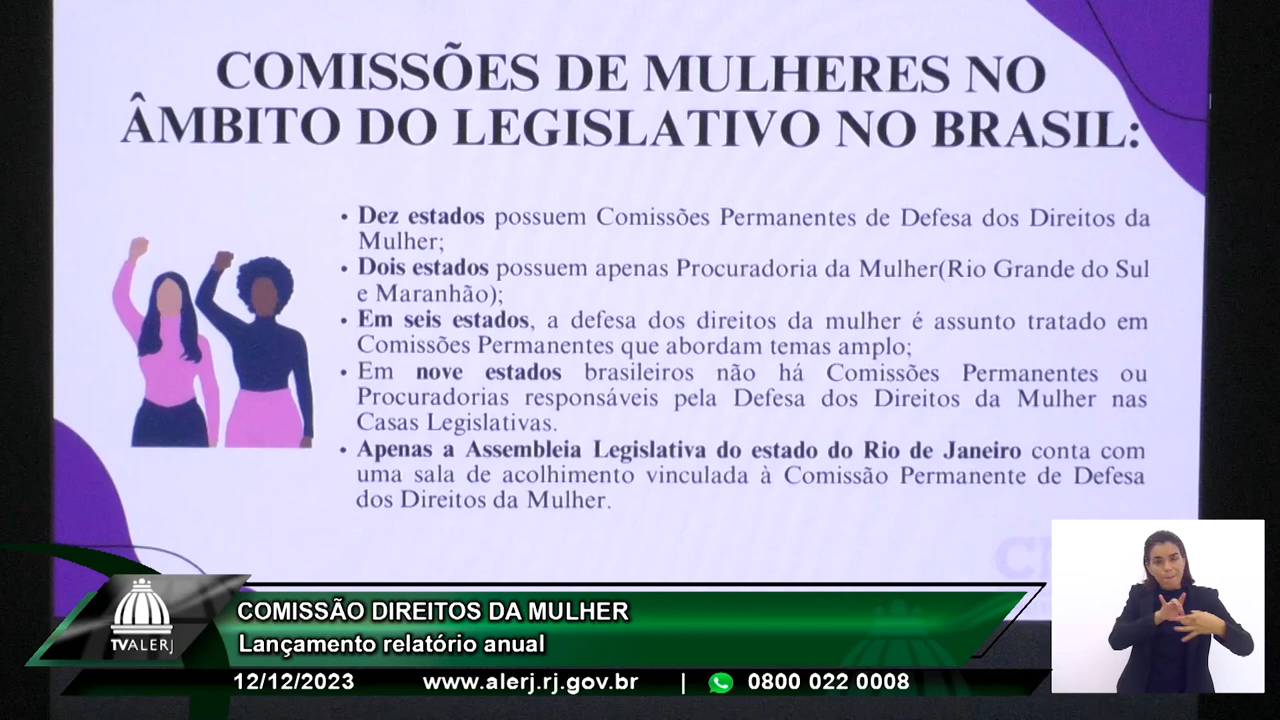 COMISSÕES DE MULHERES NO
ÂMBITO DO LEGISLATIVO NO BRASIL:
• Dez estados possuem Comissões Permanentes de Defesa dos Direitos da
Mulher;
• Dois estados possuem apenas Procuradoria da Mulher(Rio Grande do Sul
e Maranhão);
• Em seis estados, a defesa dos direitos da mulher é assunto tratado em
Comissões Permanentes que abordam temas amplo;
• Em nove estados brasileiros não há Comissões Permanentes ou
Procuradorias responsáveis pela Defesa dos Direitos da Mulher nas
Casas Legislativas.
• Apenas a Assembleia Legislativa do estado do Rio de Janeiro conta com
uma sala de acolhimento vinculada à Comissão Permanente de Defesa
dos Direitos da Mulher.
COMISSÃO DIREITOS DA MULHER
Lançamento relatório anual
TVALERJ
12/12/2023 www.alerj.rj.gov.br | 0800 022 0008